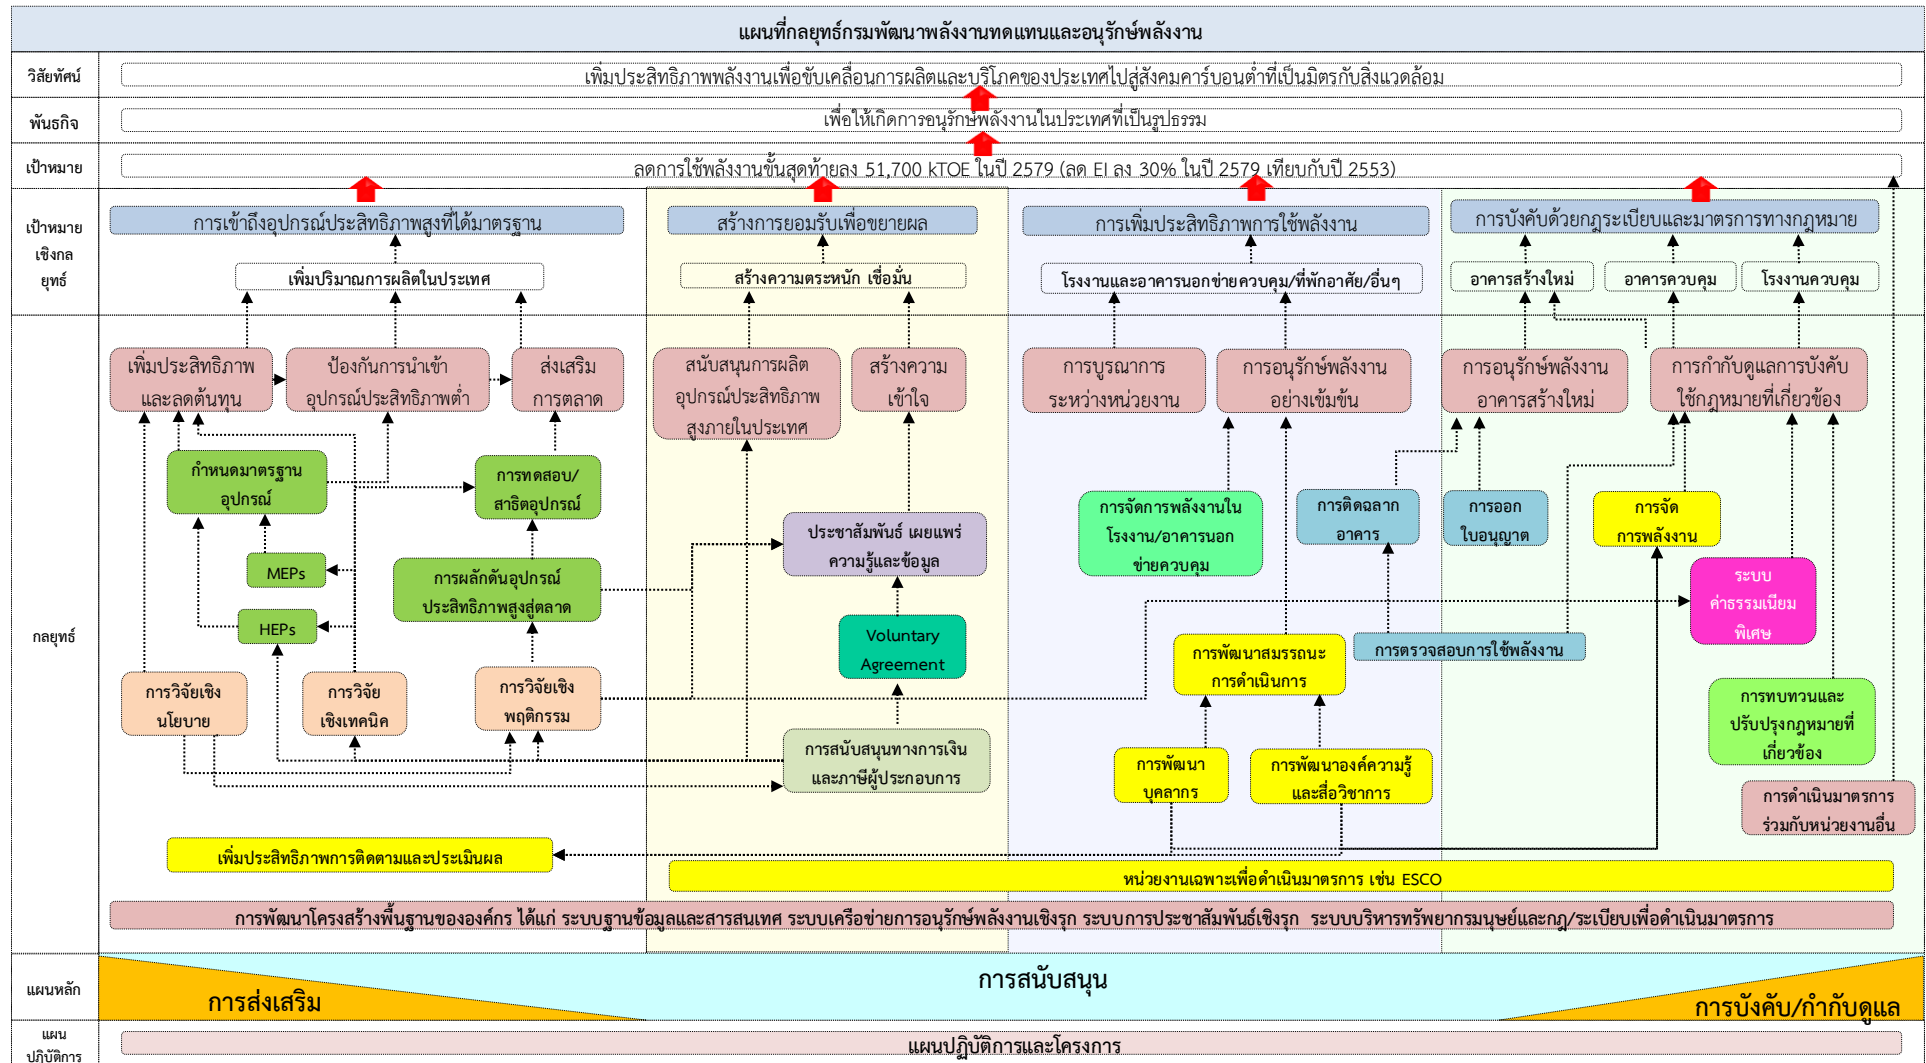 แผนที่กลยุทธ์กรมพัฒนาพลังงานทดแทนและอนุรักษ์พลังงาน
วิสัยทัศน์
เพิ่มประสิทธิภาพพลังงานเพื่อขับเคลื่อนการผลิตและบริโภคของประเทศไปสู่สังคมคาร์บอนต่ำที่เป็นมิตรกับสิ่งแวดล้อม
พันธกิจ
เพื่อให้เกิดการอนุรักษ์พลังงานในประเทศที่เป็นรูปธรรม
เป้าหมาย
ลดการใช้พลังงานขั้นสุดท้ายลง 51,700 kTOE ในปี 2579 (ลด EI ลง 30% ในปี 2579 เทียบกับปี 2553)
เป้าหมาย
เชิงกล
ยุทธ์
การเข้าถึงอุปกรณ์ประสิทธิภาพสูงที่ได้มาตรฐาน
สร้างการยอมรับเพื่อขยายผล
การเพิ่มประสิทธิภาพการใช้พลังงาน
การบังคับด้วยกฎระเบียบและมาตรการทางกฎหมาย
เพิ่มปริมาณการผลิตในประเทศ
สร้างความตระหนัก เชื่อมั่น
โรงงานและอาคารนอกข่ายควบคุม/ที่พักอาศัย/อื่นๆ
อาคารสร้างใหม่
อาคารควบคุม
โรงงานควบคุม
กลยุทธ์
เพิ่มประสิทธิภาพ
และลดต้นทุน
ป้องกันการนำเข้า
อุปกรณ์ประสิทธิภาพต่ำ
ส่งเสริม
การตลาด
สนับสนุนการผลิต
อุปกรณ์ประสิทธิภาพ
สูงภายในประเทศ
สร้างความ
เข้าใจ
การบูรณาการ
ระหว่างหน่วยงาน
การอนุรักษ์พลังงาน
อย่างเข้มข้น
การอนุรักษ์พลังงาน
อาคารสร้างใหม่
การกำกับดูแลการบังคับ
ใช้กฎหมายที่เกี่ยวข้อง
กำหนดมาตรฐาน
อุปกรณ์
การทดสอบ/
สาธิตอุปกรณ์
MEPs
การผลักดันอุปกรณ์
ประสิทธิภาพสูงสู่ตลาด
HEPs
ประชาสัมพันธ์ เผยแพร่
ความรู้และข้อมูล
Voluntary
Agreement
การจัดการพลังงานใน
โรงงาน/อาคารนอก
ข่ายควบคุม
การติดฉลาก
อาคาร
การออก
ใบอนุญาต
การจัด
การพลังงาน
ระบบ
ค่าธรรมเนียม
พิเศษ
การตรวจสอบการใช้พลังงาน
การพัฒนาสมรรถนะ
การดำเนินการ
การวิจัยเชิง
นโยบาย
การวิจัย
เชิงเทคนิค
การวิจัยเชิง
พฤติกรรม
การสนับสนุนทางการเงิน
และภาษีผู้ประกอบการ
การพัฒนา
บุคลากร
การพัฒนาองค์ความรู้
และสื่อวิชาการ
การทบทวนและ
ปรับปรุงกฎหมายที่
เกี่ยวข้อง
การดำเนินมาตรการ
ร่วมกับหน่วยงานอื่น
เพิ่มประสิทธิภาพการติดตามและประเมินผล
หน่วยงานเฉพาะเพื่อดำเนินมาตรการ เช่น ESCO
การพัฒนาโครงสร้างพื้นฐานขององค์กร ได้แก่ ระบบฐานข้อมูลและสารสนเทศ ระบบเครือข่ายการอนุรักษ์พลังงานเชิงรุก ระบบการประชาสัมพันธ์เชิงรุก ระบบบริหารทรัพยากรมนุษย์และกฎ/ระเบียบเพื่อดำเนินมาตรการ
แผนหลัก
การส่งเสริม
การสนับสนุน
การบังคับ/กำกับดูแล
แผน
ปฏิบัติการ
แผนปฏิบัติการและโครงการ